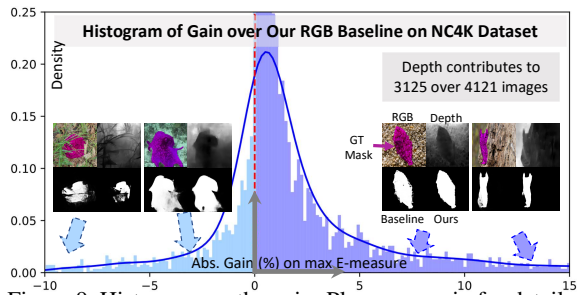 Histogram of Gain over Our RGB Baseline on NC4K Dataset
Density
0.25
0.20
0.15
0.10
0.05
0.00
Depth contributes to
3125 over 4121 images
RGB Depth
GT
Mask
Baseline Ours
Abs. Gain (%) on max E-measure
−10 −5 0 5 10 15